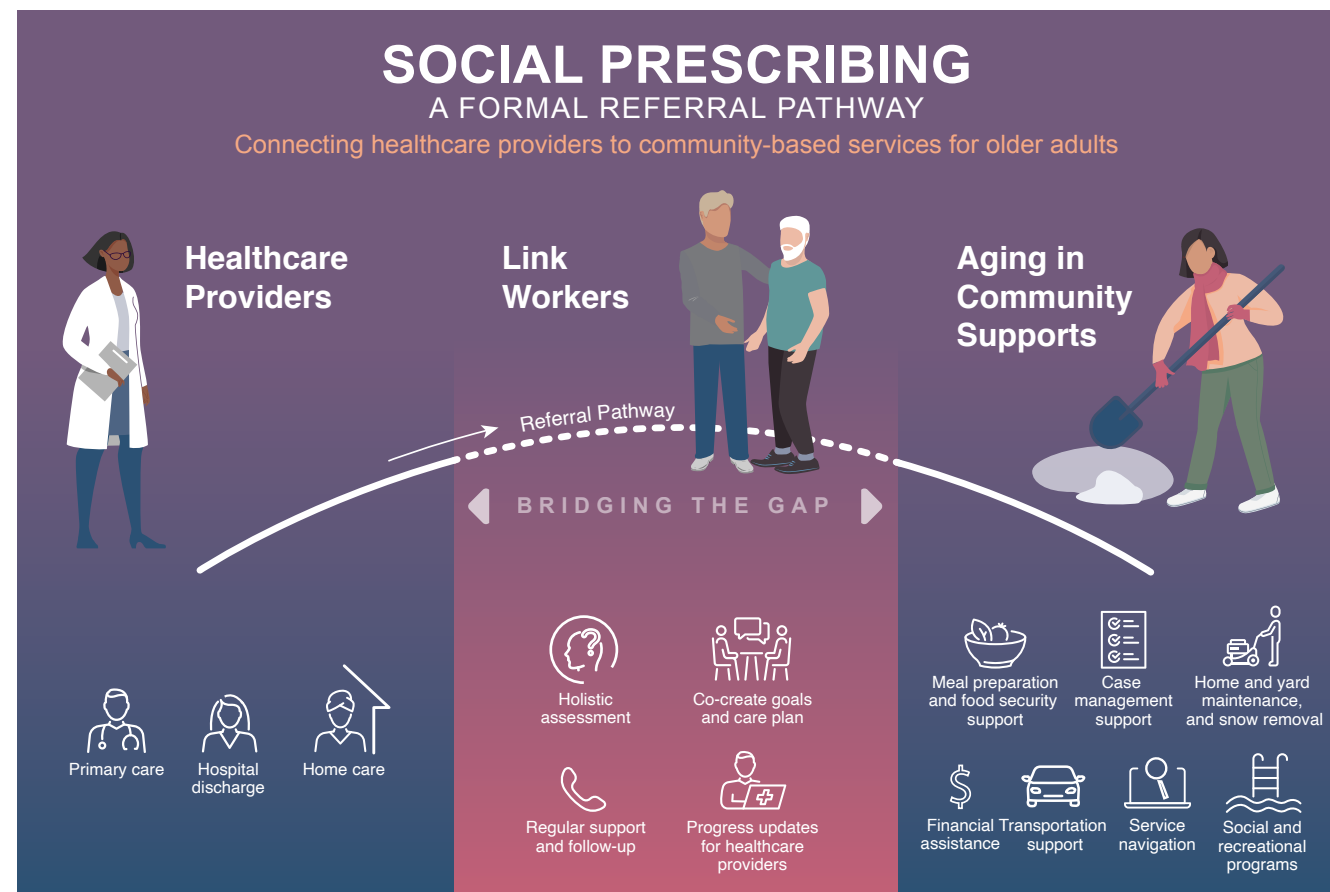 SOCIAL PRESCRIBING
A FORMAL REFERRAL PATHWAY
Connecting healthcare providers to community-based services for older adults
Healthcare
Providers
Link
Workers
Aging in
Community
Supports
Referral Pathway
BRIDGING THE GAP
Primary care
Hospital
discharge
Home care
Holistic
assessment
Co-create goals
and care plan
Regular support
and follow-up
Progress updates
for healthcare
providers
Meal preparation
and food security
support
Case
management
support
Home and yard
maintenance,
and snow removal
$
Financial
assistance
Transportation
support
Service
navigation
Social and
recreational
programs